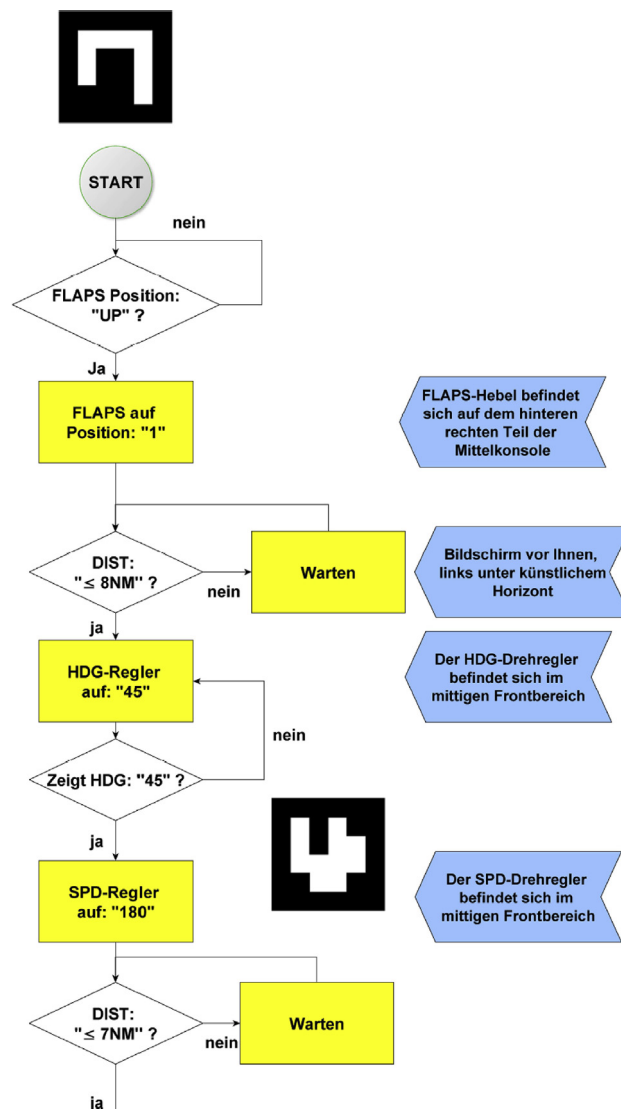 START
nein
FLAPS Position:
"UP" ?
Ja
FLAPS auf
Position: "1"
FLAPS-Hebel befindet
sich auf dem hinteren
rechten Teil der
Mittelkonsole
DIST:
"≤ 8NM" ?
nein
Warten
Bildschirm vor Ihnen,
links unter künstlichem
Horizont
ja
HDG-Regler
auf: "45"
Der HDG-Drehregler
befindet sich im
mittigen Frontbereich
nein
Zeigt HDG: "45" ?
ja
SPD-Regler
auf: "180"
Der SPD-Drehregler
befindet sich im
mittigen Frontbereich
DIST:
"≤ 7NM" ?
nein
Warten
ja